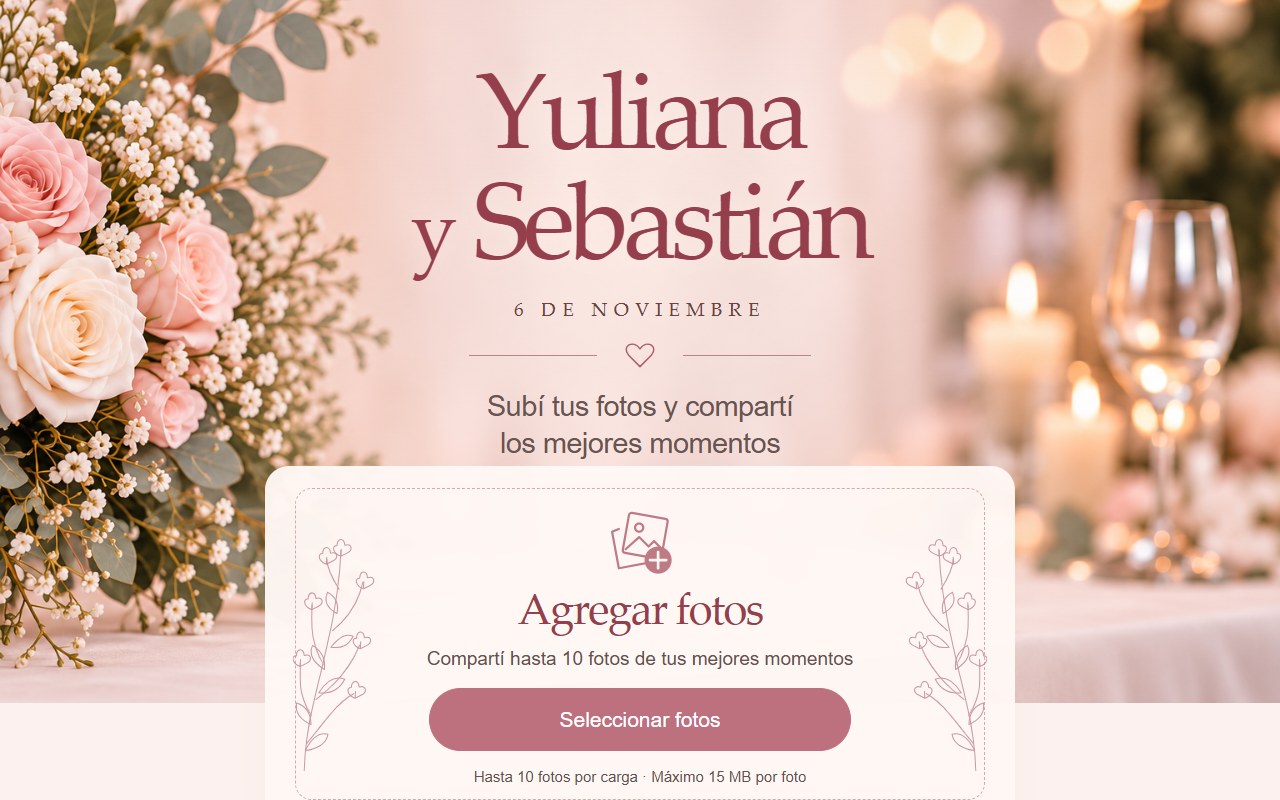 Yuliana
y Sebastián
6 DE NOVIEMBRE
Subí tus fotos y compartí
los mejores momentos
Agregar fotos
Compartí hasta 10 fotos de tus mejores momentos
Seleccionar fotos
Hasta 10 fotos por carga · Máximo 15 MB por foto